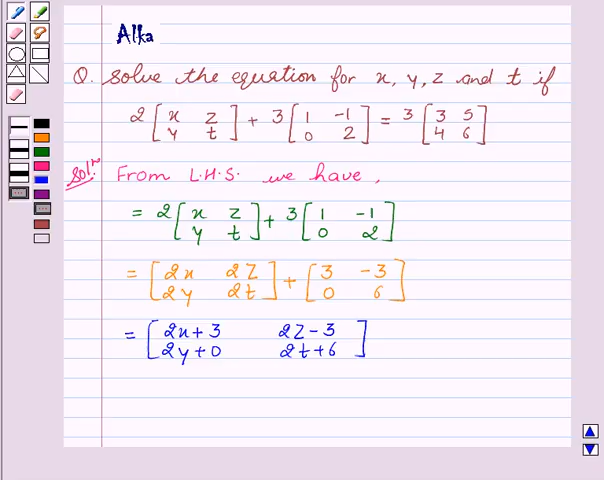 Alka
Q. Solve the equation for x, y, z and t if
2 [ x z ; y t ] + 3 [ 1 -1 ; 0 2 ] = 3 [ 3 5 ; 4 6 ]
Solⁿ. From L.H.S. we have,
= 2 [ x z ; y t ] + 3 [ 1 -1 ; 0 2 ]
= [ 2x 2z ; 2y 2t ] + [ 3 -3 ; 0 6 ]
= [ 2x+3 2z-3 ; 2y+0 2t+6 ]